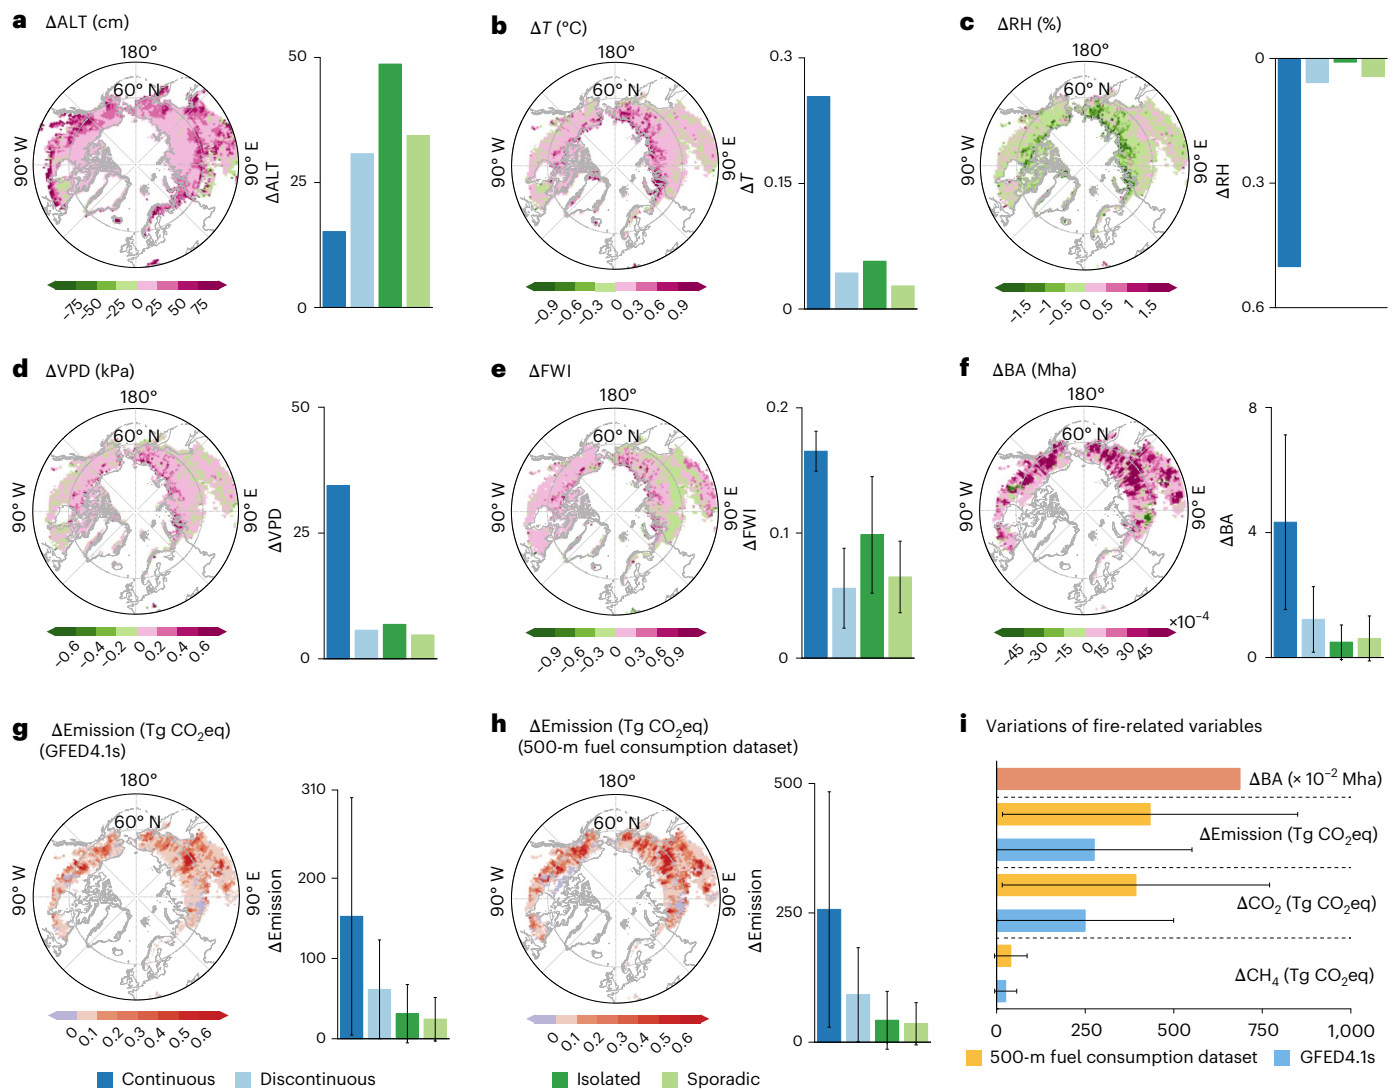 a ΔALT (cm)
180°
60° N
90° W
90° E
−75 −50 −25 0 25 50 75
ΔALT
50
25
0
b ΔT (°C)
180°
60° N
90° W
90° E
−0.9 −0.6 −0.3 0 0.3 0.6 0.9
ΔT
0.3
0.15
0
c ΔRH (%)
180°
60° N
90° W
90° E
−1.5 −1 −0.5 0 0.5 1 1.5
ΔRH
0
0.3
0.6
d ΔVPD (kPa)
180°
60° N
90° W
90° E
−0.6 −0.4 −0.2 0 0.2 0.4 0.6
ΔVPD
50
25
0
e ΔFWI
180°
60° N
90° W
90° E
−0.9 −0.6 −0.3 0 0.3 0.6 0.9
ΔFWI
0.2
0.1
0
f ΔBA (Mha)
180°
60° N
90° W
90° E
×10⁻⁴
−45 −30 −15 0 15 30 45
ΔBA
8
4
0
g ΔEmission (Tg CO₂eq)
(GFED4.1s)
180°
60° N
90° W
90° E
0 0.1 0.2 0.3 0.4 0.5 0.6
ΔEmission
310
200
100
0
h ΔEmission (Tg CO₂eq)
(500-m fuel consumption dataset)
180°
60° N
90° W
90° E
0 0.1 0.2 0.3 0.4 0.5 0.6
ΔEmission
500
250
0
i Variations of fire-related variables
ΔBA (× 10⁻² Mha)
ΔEmission (Tg CO₂eq)
ΔCO₂ (Tg CO₂eq)
ΔCH₄ (Tg CO₂eq)
0 250 500 750 1,000
500-m fuel consumption dataset GFED4.1s
Continuous Discontinuous Isolated Sporadic